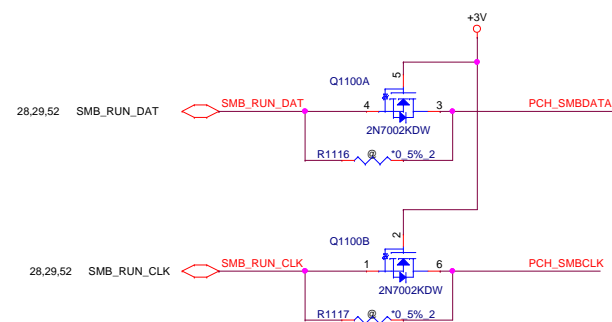 +3V
Q1100A
5
28,29,52 SMB_RUN_DAT
SMB_RUN_DAT
4
3
PCH_SMBDATA
2N7002KDW
R1116 @ *0_5%_2
2
Q1100B
28,29,52 SMB_RUN_CLK
SMB_RUN_CLK
1
6
PCH_SMBCLK
2N7002KDW
R1117 @ *0_5%_2